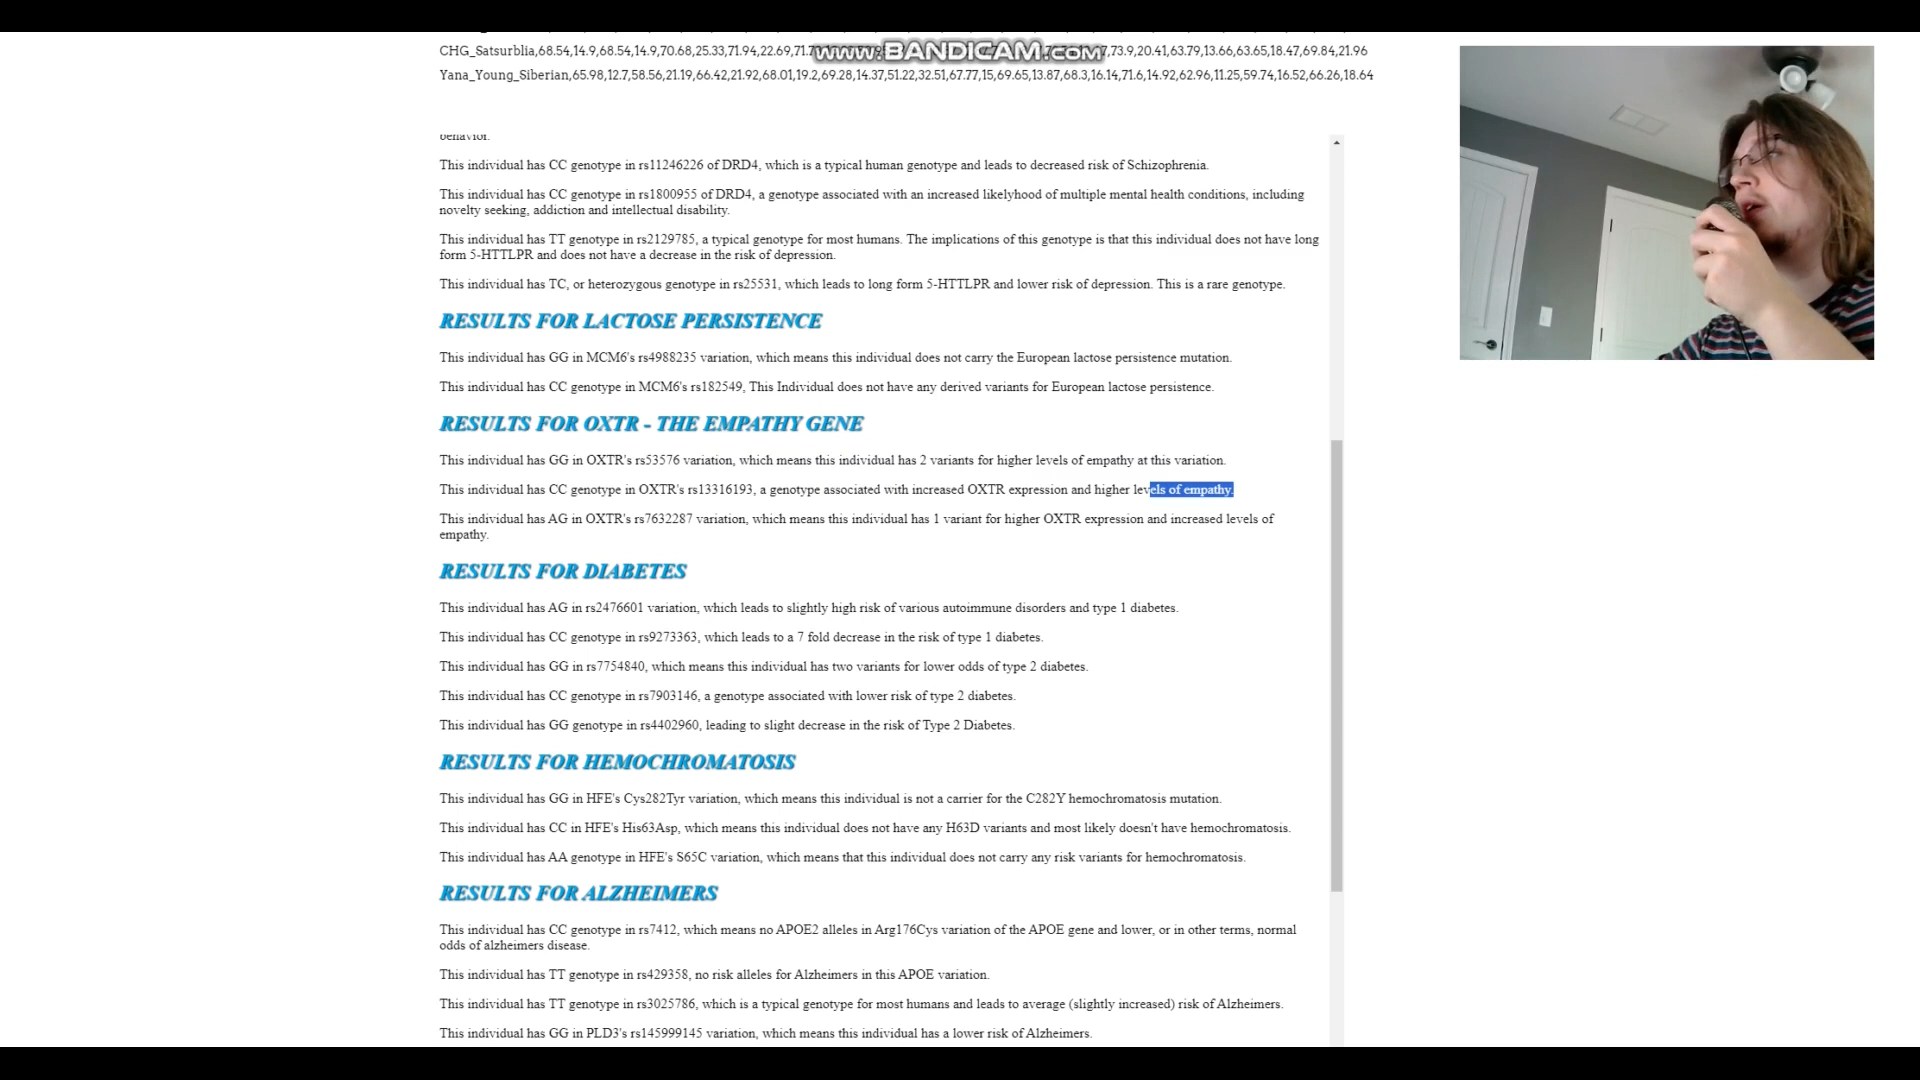 www.BANDICAM.com
CHG_Satsurblia,68.54,14.9,68.54,14.9,70.68,25.33,71.94,22.69,71.
7,73.9,20.41,63.79,13.66,63.65,18.47,69.84,21.96
Yana_Young_Siberian,65.98,12.7,58.56,21.19,66.42,21.92,68.01,19.2,69.28,14.37,51.22,32.51,67.77,15,69.65,13.87,68.3,16.14,71.6,14.92,62.96,11.25,59.74,16.52,66.26,18.64
behavior.
This individual has CC genotype in rs11246226 of DRD4, which is a typical human genotype and leads to decreased risk of Schizophrenia.
This individual has CC genotype in rs1800955 of DRD4, a genotype associated with an increased likelyhood of multiple mental health conditions, including
novelty seeking, addiction and intellectual disability.
This individual has TT genotype in rs2129785, a typical genotype for most humans. The implications of this genotype is that this individual does not have long
form 5-HTTLPR and does not have a decrease in the risk of depression.
This individual has TC, or heterozygous genotype in rs25531, which leads to long form 5-HTTLPR and lower risk of depression. This is a rare genotype.
RESULTS FOR LACTOSE PERSISTENCE
This individual has GG in MCM6's rs4988235 variation, which means this individual does not carry the European lactose persistence mutation.
This individual has CC genotype in MCM6's rs182549, This Individual does not have any derived variants for European lactose persistence.
RESULTS FOR OXTR - THE EMPATHY GENE
This individual has GG in OXTR's rs53576 variation, which means this individual has 2 variants for higher levels of empathy at this variation.
This individual has CC genotype in OXTR's rs13316193, a genotype associated with increased OXTR expression and higher levels of empathy.
This individual has AG in OXTR's rs7632287 variation, which means this individual has 1 variant for higher OXTR expression and increased levels of
empathy.
RESULTS FOR DIABETES
This individual has AG in rs2476601 variation, which leads to slightly high risk of various autoimmune disorders and type 1 diabetes.
This individual has CC genotype in rs9273363, which leads to a 7 fold decrease in the risk of type 1 diabetes.
This individual has GG in rs7754840, which means this individual has two variants for lower odds of type 2 diabetes.
This individual has CC genotype in rs7903146, a genotype associated with lower risk of type 2 diabetes.
This individual has GG genotype in rs4402960, leading to slight decrease in the risk of Type 2 Diabetes.
RESULTS FOR HEMOCHROMATOSIS
This individual has GG in HFE's Cys282Tyr variation, which means this individual is not a carrier for the C282Y hemochromatosis mutation.
This individual has CC in HFE's His63Asp, which means this individual does not have any H63D variants and most likely doesn't have hemochromatosis.
This individual has AA genotype in HFE's S65C variation, which means that this individual does not carry any risk variants for hemochromatosis.
RESULTS FOR ALZHEIMERS
This individual has CC genotype in rs7412, which means no APOE2 alleles in Arg176Cys variation of the APOE gene and lower, or in other terms, normal
odds of alzheimers disease.
This individual has TT genotype in rs429358, no risk alleles for Alzheimers in this APOE variation.
This individual has TT genotype in rs3025786, which is a typical genotype for most humans and leads to average (slightly increased) risk of Alzheimers.
This individual has GG in PLD3's rs145999145 variation, which means this individual has a lower risk of Alzheimers.